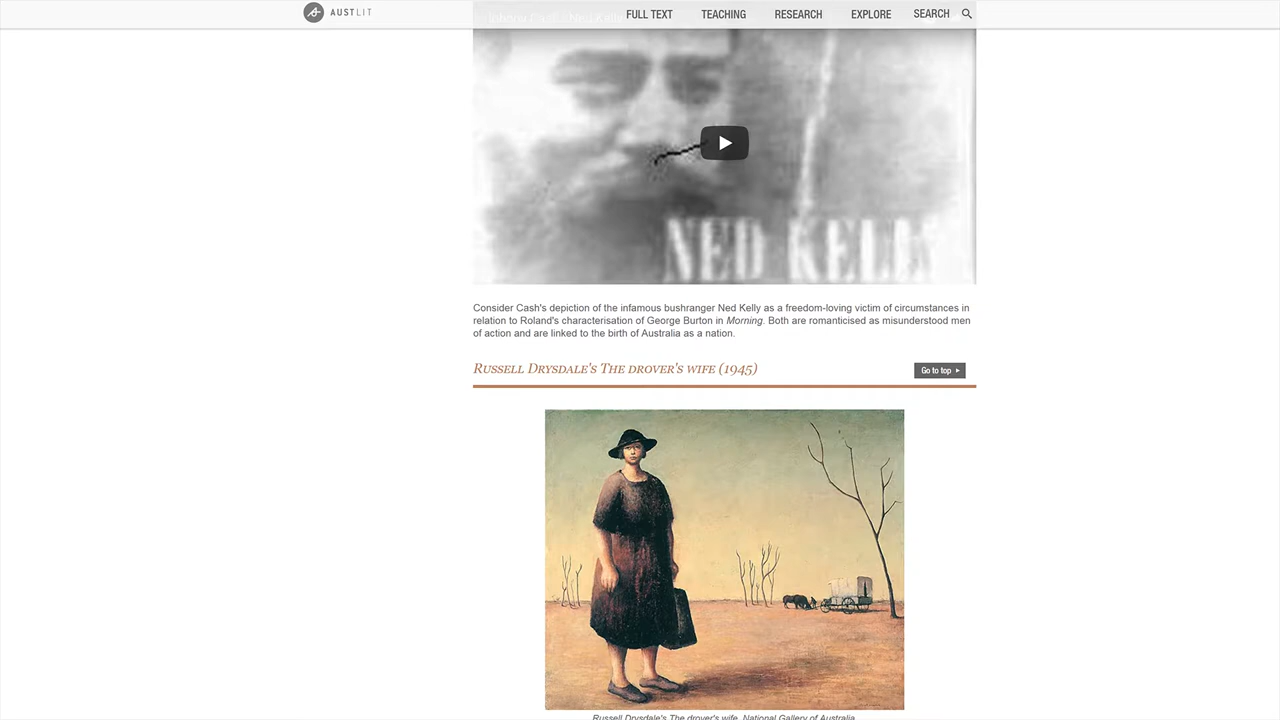 AUSTLIT
FULL TEXT TEACHING RESEARCH EXPLORE SEARCH
NED KELLY
Consider Cash's depiction of the infamous bushranger Ned Kelly as a freedom-loving victim of circumstances in
relation to Roland's characterisation of George Burton in Morning. Both are romanticised as misunderstood men
of action and are linked to the birth of Australia as a nation.
Russell Drysdale's The drover's wife (1945)
Go to top
Russell Drysdale's The drover's wife, National Gallery of Australia